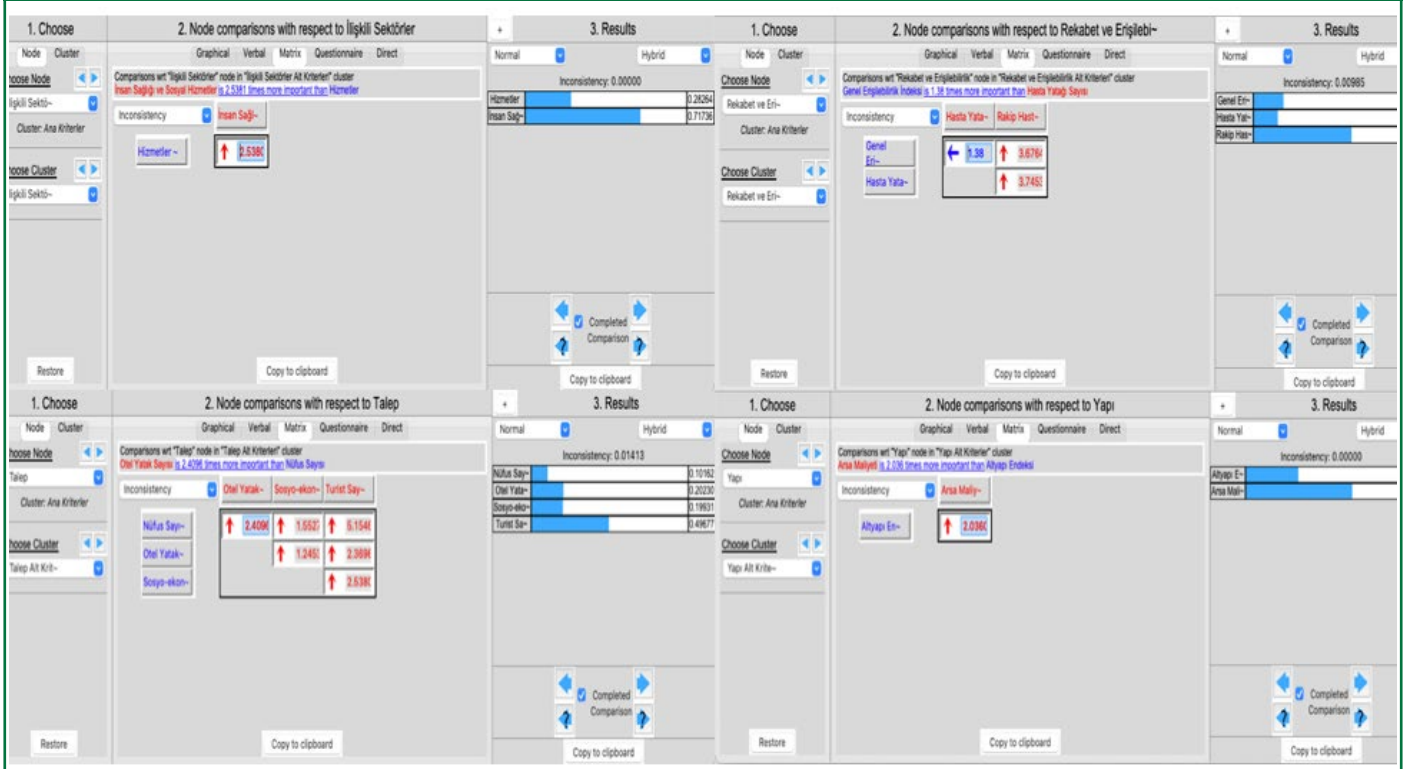 1. Choose
2. Node comparisons with respect to İlişkili Sektörler
+ 3. Results
Node Cluster
Graphical Verbal Matrix Questionnaire Direct
Normal Hybrid
hoose Node
Comparisons wrt "İlişkili Sektörler" node in "İlişkili Sektörler Alt Kriterleri" cluster
İnsan Sağlığı ve Sosyal Hizmetler is 2.5381 times more important than Hizmetler
Inconsistency: 0.00000
lişkili Sektö~
Cluster: Ana Kriterler
Inconsistency
İnsan Sağlı~
Hizmetler 0.28264
İnsan Sağ~ 0.71736
Hizmetler ~ 2.5380
hoose Cluster
lişkili Sektö~
Completed
Comparison
Restore
Copy to clipboard
Copy to clipboard
1. Choose
2. Node comparisons with respect to Rekabet ve Erişilebi~
+ 3. Results
Node Cluster
Graphical Verbal Matrix Questionnaire Direct
Normal Hybrid
Choose Node
Comparisons wrt "Rekabet ve Erişilebilirlik" node in "Rekabet ve Erişilebilirlik Alt Kriterleri" cluster
Genel Erişlebilitlik İndeksi is 1.38 times more important than Hasta Yatağı Sayısı
Inconsistency: 0.00985
Rekabet ve Eri~
Cluster: Ana Kriterler
Inconsistency
Hasta Yata~ Rakip Hast~
Genel Eri~
Hasta Yat~
Rakip Has~
Genel Eri~ 1.38 3.6764
Hasta Yata~ 3.7453
Choose Cluster
Rekabet ve Eri~
Completed
Comparison
Restore
Copy to clipboard
Copy to clipboard
1. Choose
2. Node comparisons with respect to Talep
+ 3. Results
Node Cluster
Graphical Verbal Matrix Questionnaire Direct
Normal Hybrid
hoose Node
Comparisons wrt "Talep" node in "Talep Alt Kriterleri" cluster
Otel Yatak Sayısı is 2.4096 times more important than Nüfus Sayısı
Inconsistency: 0.01413
Talep
Cluster: Ana Kriterler
Inconsistency
Otel Yatak~ Sosyo-ekon~ Turist Say~
Nüfus Say~ 0.10162
Otel Yata~ 0.20230
Sosyo-eko~ 0.19931
Turist Sa~ 0.49677
Nüfus Sayı~ 2.4096 1.5527 5.1546
Otel Yatak~ 1.2453 2.3696
Sosyo-ekon~ 2.5380
hoose Cluster
Talep Alt Krit~
Completed
Comparison
Restore
Copy to clipboard
Copy to clipboard
1. Choose
2. Node comparisons with respect to Yapı
+ 3. Results
Node Cluster
Graphical Verbal Matrix Questionnaire Direct
Normal Hybrid
Choose Node
Comparisons wrt "Yapı" node in "Yapı Alt Kriterleri" cluster
Arsa Maliyeti is 2.036 times more important than Altyapı Endeksi
Inconsistency: 0.00000
Yapı
Cluster: Ana Kriterler
Inconsistency
Arsa Maliy~
Altyapı E~
Arsa Mali~
Altyapı En~ 2.0360
Choose Cluster
Yapı Alt Krite~
Completed
Comparison
Restore
Copy to clipboard
Copy to clipboard